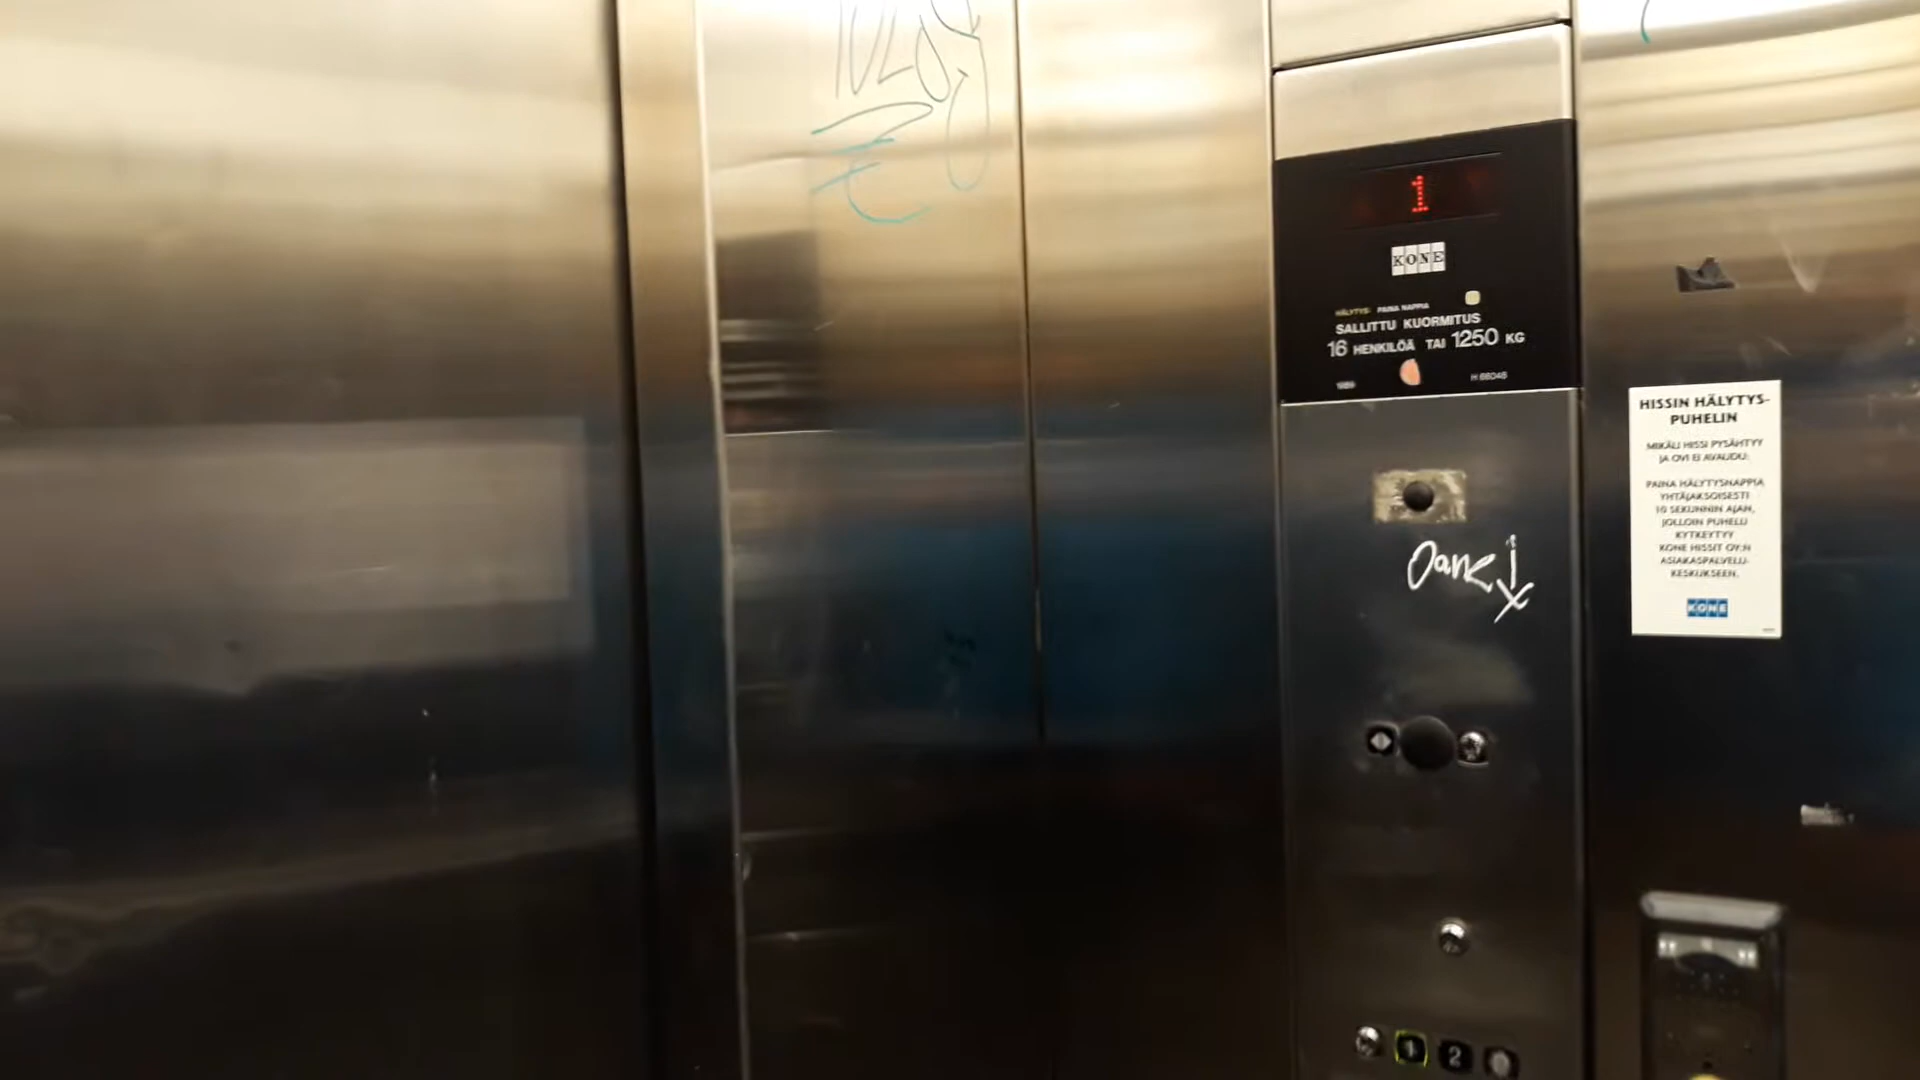 1
KONE
HÄLYTYS: PAINA NAPPIA
SALLITTU KUORMITUS
16 HENKILÖÄ TAI 1250 KG
1989 H 66048
HISSIN HÄLYTYS-
PUHELIN
MIKÄLI HISSI PYSÄHTYY
JA OVI EI AVAUDU:
PAINA HÄLYTYSNAPPIA
YHTÄJAKSOISESTI
10 SEKUNNIN AJAN,
JOLLOIN PUHELU
KYTKEYTYY
KONE HISSIT OY:N
ASIAKASPALVELU-
KESKUKSEEN.
KONE
1 2